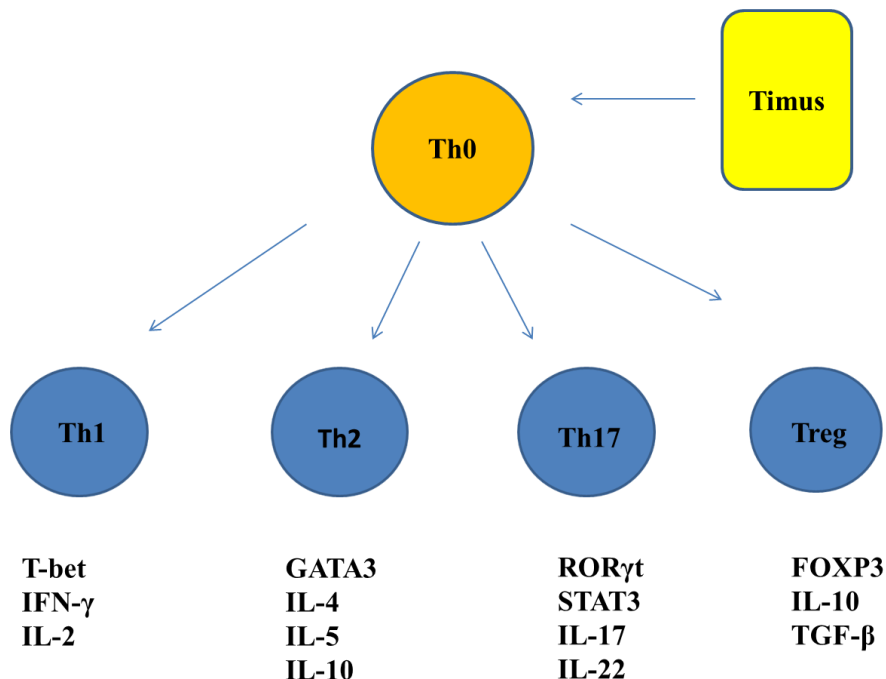 Timus
Th0
Th1
Th2
Th17
Treg
T-bet
IFN-γ
IL-2
GATA3
IL-4
IL-5
IL-10
RORγt
STAT3
IL-17
IL-22
FOXP3
IL-10
TGF-β